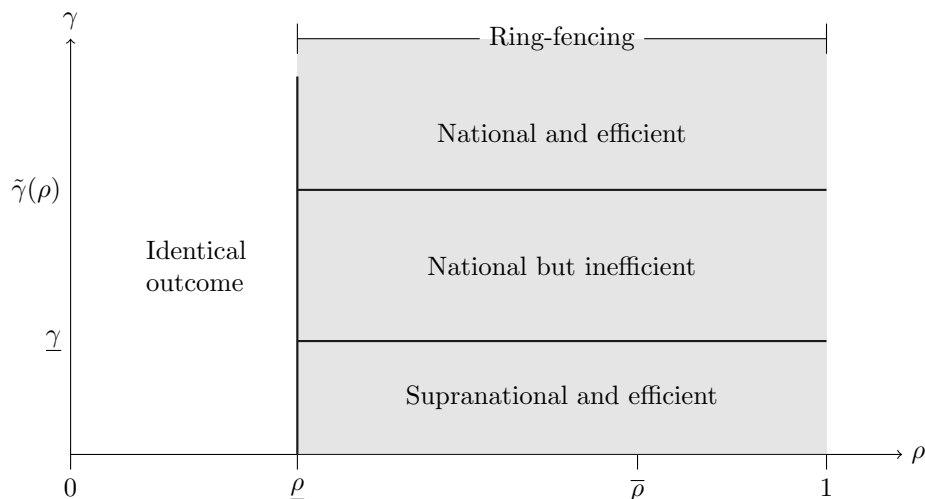 γ
Ring-fencing
National and efficient
γ̃(ρ)
Identical
outcome
National but inefficient
γ̲
Supranational and efficient
ρ
0
ρ̲
ρ̅
1